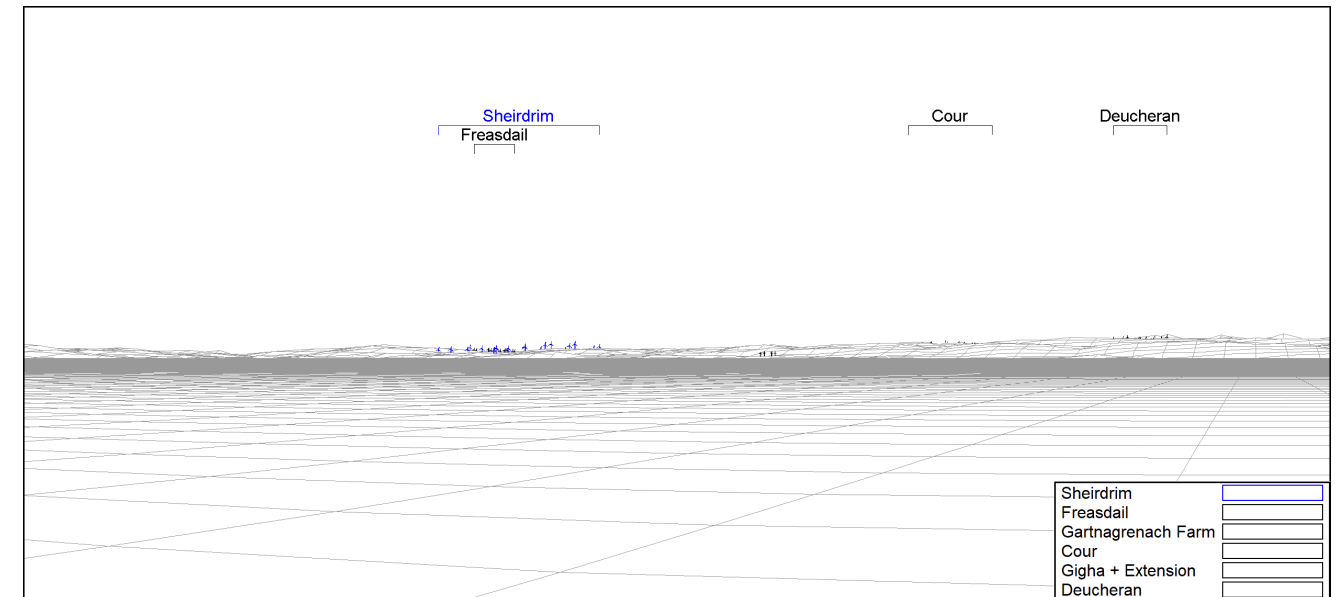 Sheirdrim
Freasdail
Cour
Deucheran
Sheirdrim
Freasdail
Gartnagrenach Farm
Cour
Gigha + Extension
Deucheran